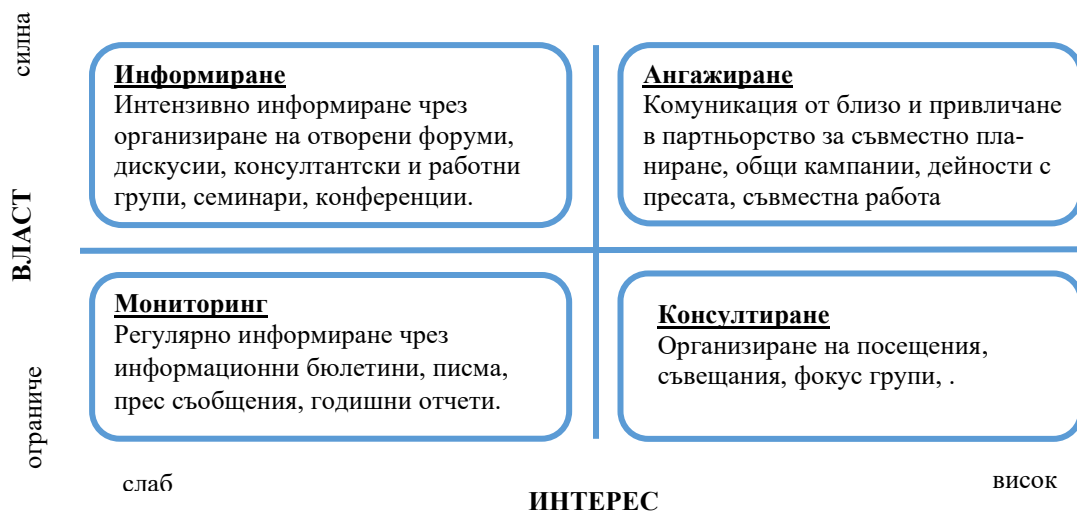 силна
Информиране
Интензивно информиране чрез
организиране на отворени форуми,
дискусии, консултантски и работни
групи, семинари, конференции.
Ангажиране
Комуникация от близо и привличане
в партньорство за съвместно пла-
ниране, общи кампании, дейности с
пресата, съвместна работа
ВЛАСТ
Мониторинг
Регулярно информиране чрез
информационни бюлетини, писма,
прес съобщения, годишни отчети.
Консултиране
Организиране на посещения,
съвещания, фокус групи, .
ограниче
слаб
висок
ИНТЕРЕС